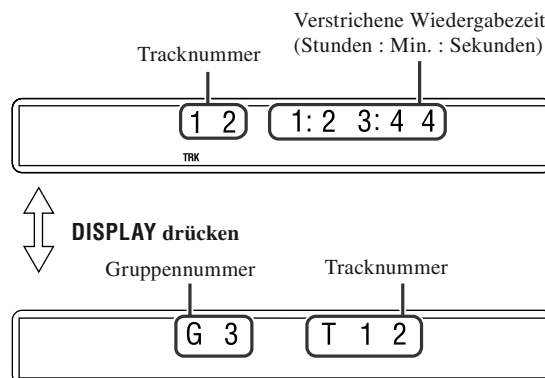 Verstrichene Wiedergabezeit
(Stunden : Min. : Sekunden)
Tracknummer
1 2 1: 2 3: 4 4
TRK
DISPLAY drücken
Gruppennummer Tracknummer
G 3 T 1 2